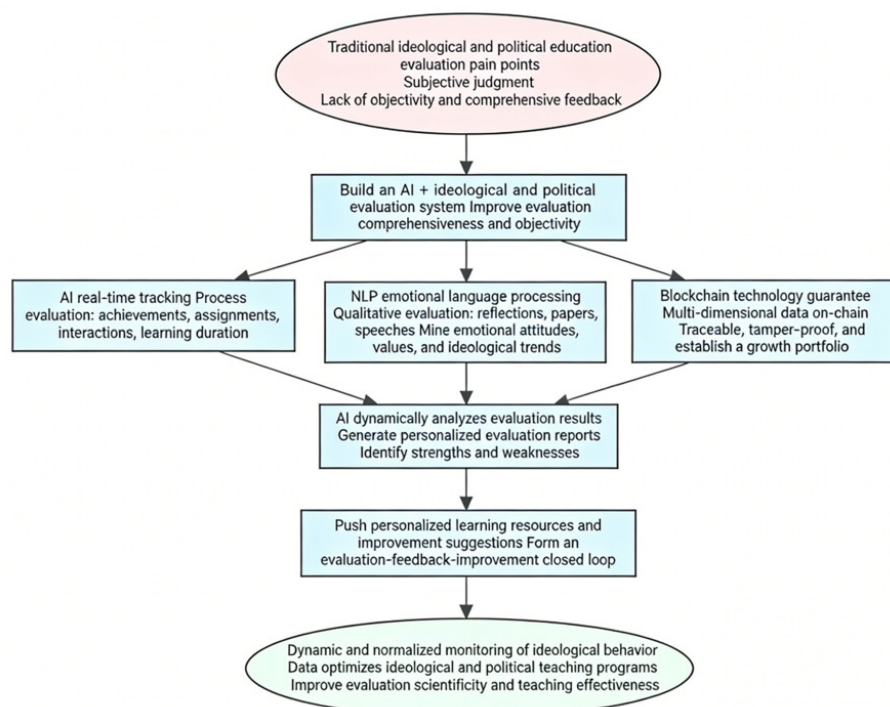 Traditional ideological and political education
evaluation pain points
Subjective judgment
Lack of objectivity and comprehensive feedback
Build an AI + ideological and political
evaluation system Improve evaluation
comprehensiveness and objectivity
AI real-time tracking Process
evaluation: achievements, assignments,
interactions, learning duration
NLP emotional language processing
Qualitative evaluation: reflections, papers,
speeches Mine emotional attitudes,
values, and ideological trends
Blockchain technology guarantee
Multi-dimensional data on-chain
Traceable, tamper-proof, and
establish a growth portfolio
AI dynamically analyzes evaluation results
Generate personalized evaluation reports
Identify strengths and weaknesses
Push personalized learning resources and
improvement suggestions Form an
evaluation-feedback-improvement closed loop
Dynamic and normalized monitoring of ideological behavior
Data optimizes ideological and political teaching programs
Improve evaluation scientificity and teaching effectiveness